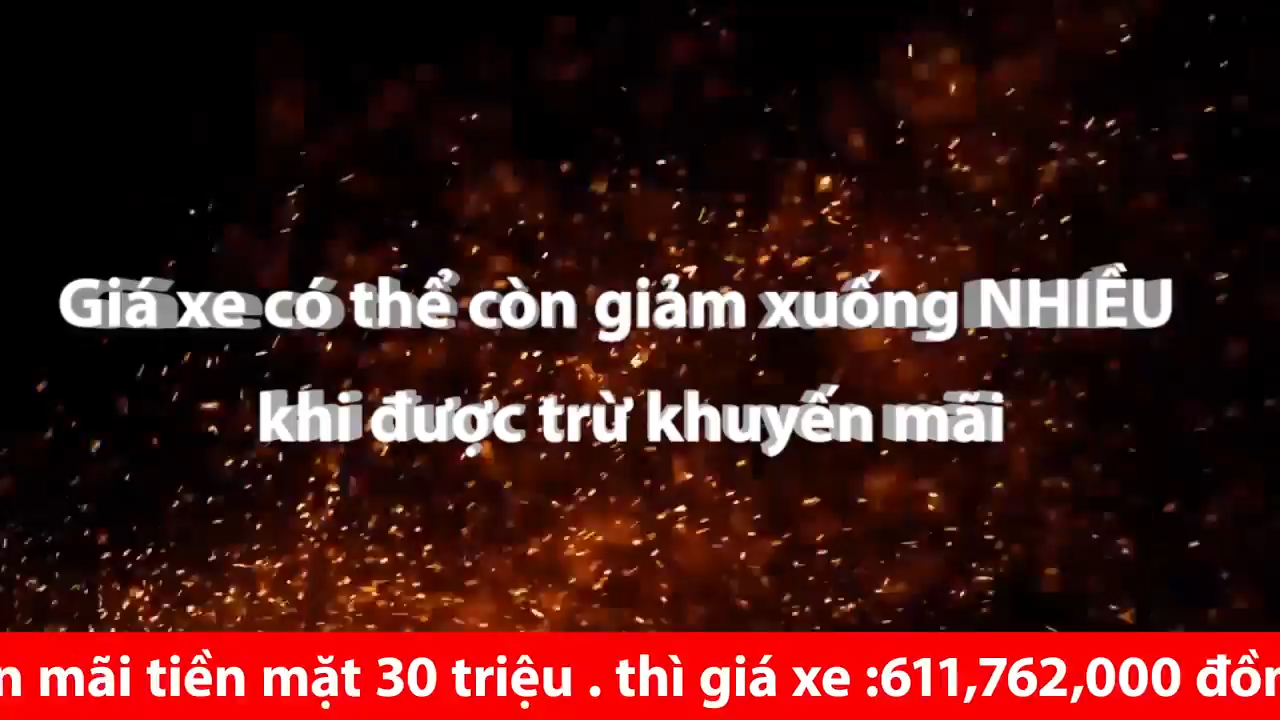 Giá xe có thể còn giảm xuống NHIỀU
khi được trừ khuyến mãi
mãi tiền mặt 30 triệu . thì giá xe :611,762,000